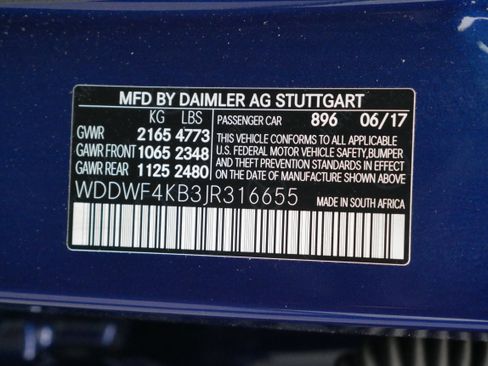 MFD BY DAIMLER AG STUTTGART
KG LBS PASSENGER CAR 896 06/17
GVWR 2165 4773 THIS VEHICLE CONFORMS TO ALL APPLICABLE
GAWR FRONT 1065 2348 U.S. FEDERAL MOTOR VEHICLE SAFETY, BUMPER
AND THEFT PREVENTION STANDARDS IN EFFECT
GAWR REAR 1125 2480 ON THE DATE OF MANUFACTURE SHOWN ABOVE.
WDDWF4KB3JR316655
MADE IN SOUTH AFRICA